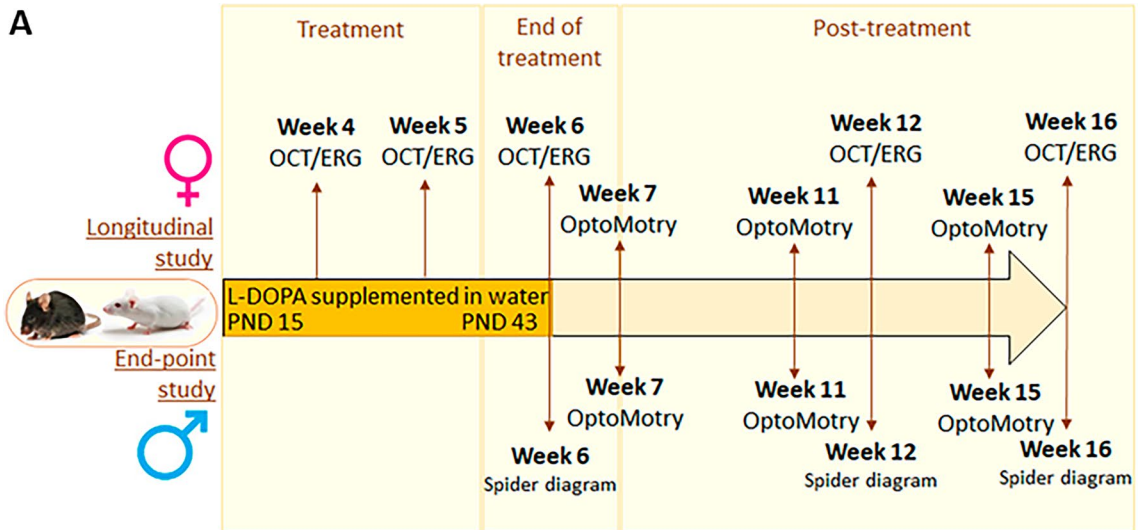 A
Treatment
End of
treatment
Post-treatment
Week 4
OCT/ERG
Week 5
OCT/ERG
Week 6
OCT/ERG
Week 7
OptoMotry
Week 11
OptoMotry
Week 12
OCT/ERG
Week 15
OptoMotry
Week 16
OCT/ERG
Longitudinal
study
L-DOPA supplemented in water
PND 15
PND 43
End-point
study
Week 6
Spider diagram
Week 7
OptoMotry
Week 11
OptoMotry
Week 12
Spider diagram
Week 15
OptoMotry
Week 16
Spider diagram